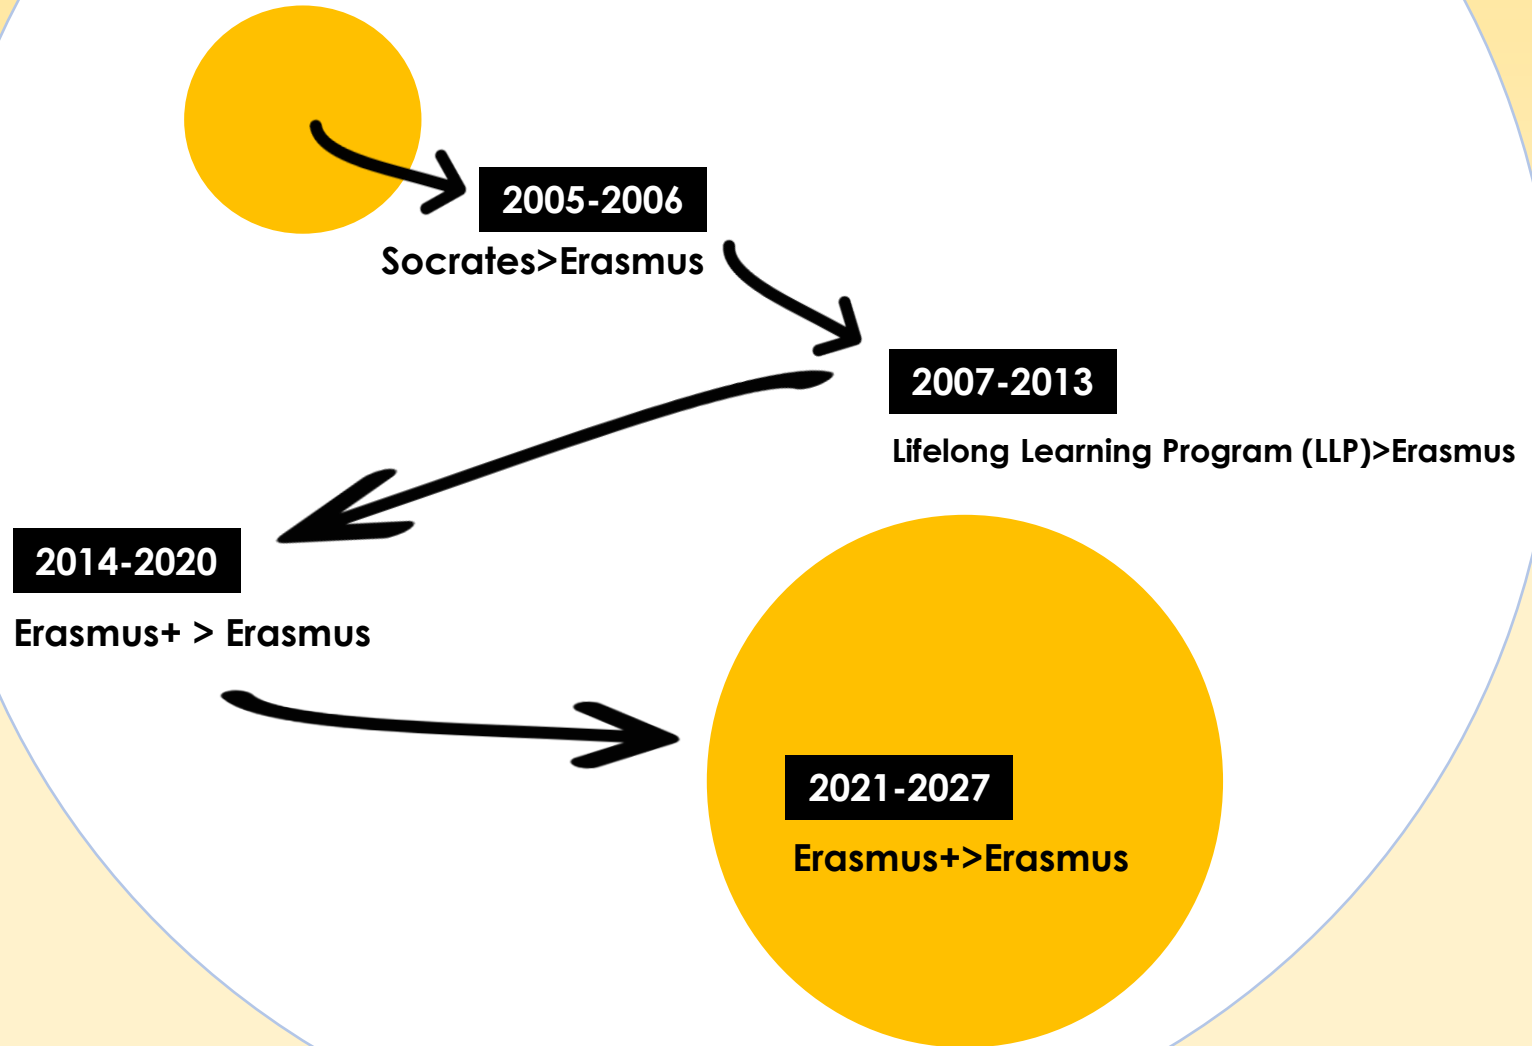 2005-2006
Socrates>Erasmus
2007-2013
Lifelong Learning Program (LLP)>Erasmus
2014-2020
Erasmus+ > Erasmus
2021-2027
Erasmus+>Erasmus